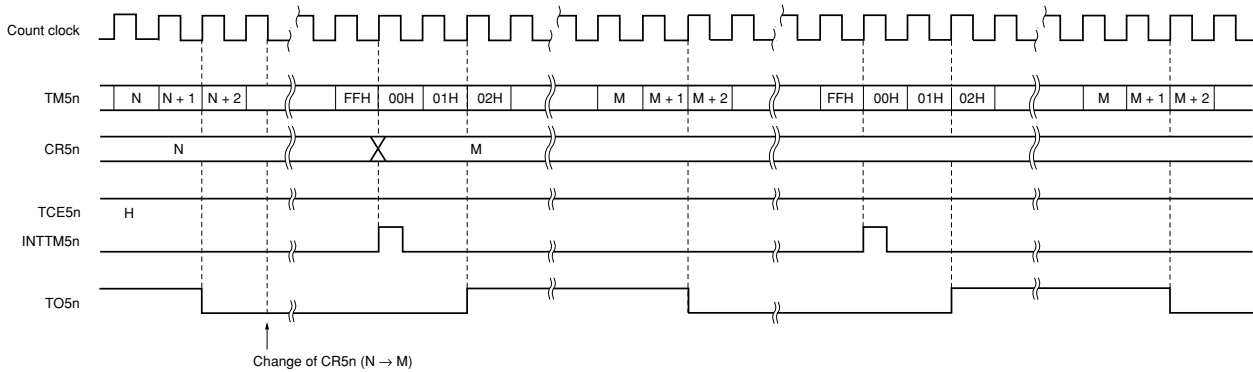 Count clock
TM5n N N + 1 N + 2 FFH 00H 01H 02H M M + 1 M + 2 FFH 00H 01H 02H M M + 1 M + 2
CR5n N M
TCE5n
H
INTTM5n
TO5n
Change of CR5n (N → M)